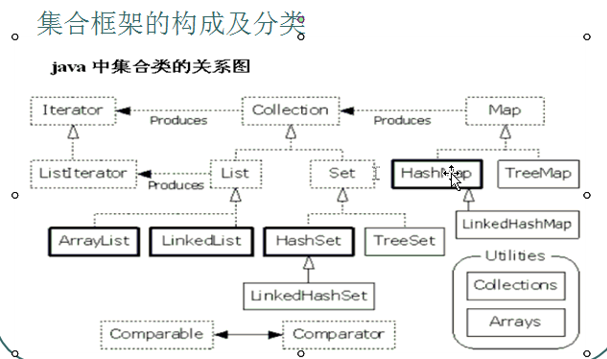 集合框架的构成及分类
java 中集合类的关系图
Iterator
Collection
Map
Produces
Produces
ListIterator
List
Set
HashMap
TreeMap
Produces
LinkedHashMap
ArrayList
LinkedList
HashSet
TreeSet
Utilities
Collections
LinkedHashSet
Arrays
Comparable
Comparator